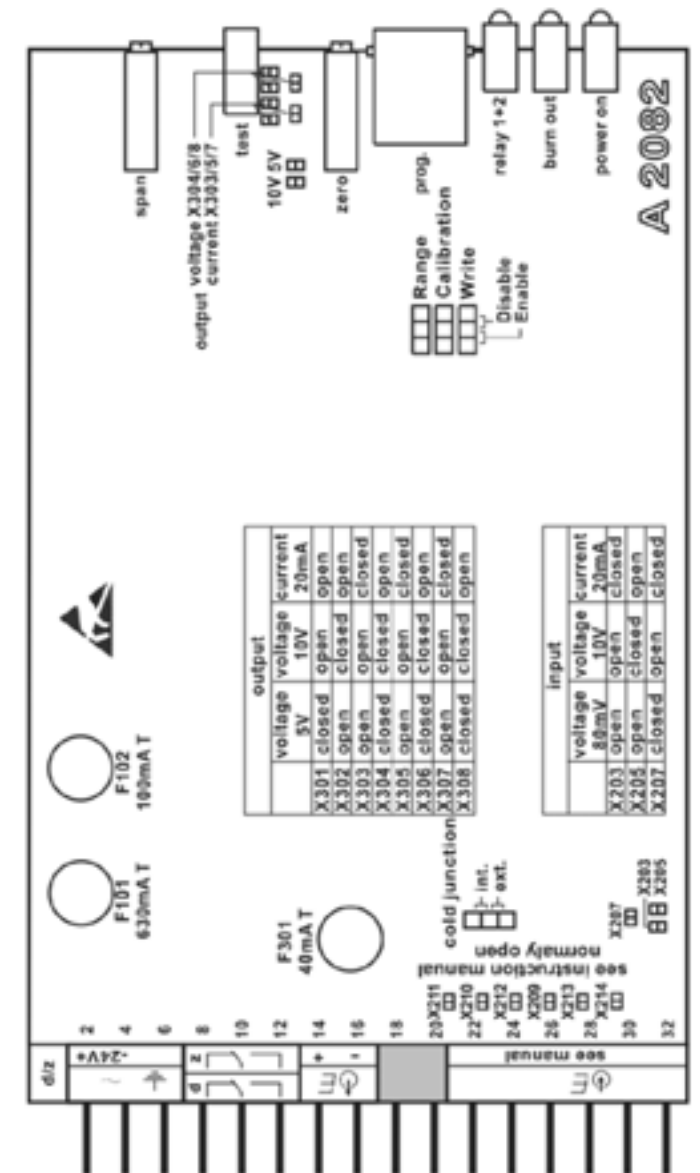 A 2082
span
output voltage X304/6/8
current X303/5/7
test
10V 5V
zero
prog.
relay 1+2
burn out
power on
Range
Calibration
Write
Disable
Enable
output
voltage 5V voltage 10V current 20mA
X301 closed open open
X302 open closed open
X303 open open closed
X304 closed closed open
X305 open open closed
X306 closed closed open
X307 open open closed
X308 closed closed open
input
voltage 80mV voltage 10V current 20mA
X203 open open closed
X205 open closed open
X207 closed open closed
F102
100mA T
F101
630mA T
F301
40mA T
cold junction
int.
ext.
X207
X203
X205
see instruction manual
normaly open
X211
X210
X212
X209
X213
X214
2
4
6
8
10
12
14
16
18
20
22
24
26
28
30
32
d/z
-24V+
z
d
+
-
E
see manual
E